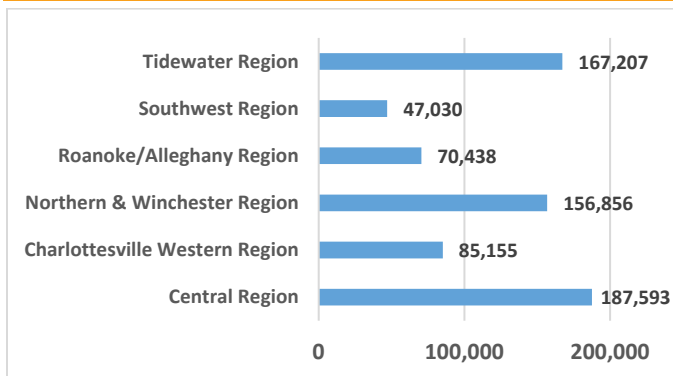 Tidewater Region 167,207
Southwest Region 47,030
Roanoke/Alleghany Region 70,438
Northern & Winchester Region 156,856
Charlottesville Western Region 85,155
Central Region 187,593
0 100,000 200,000